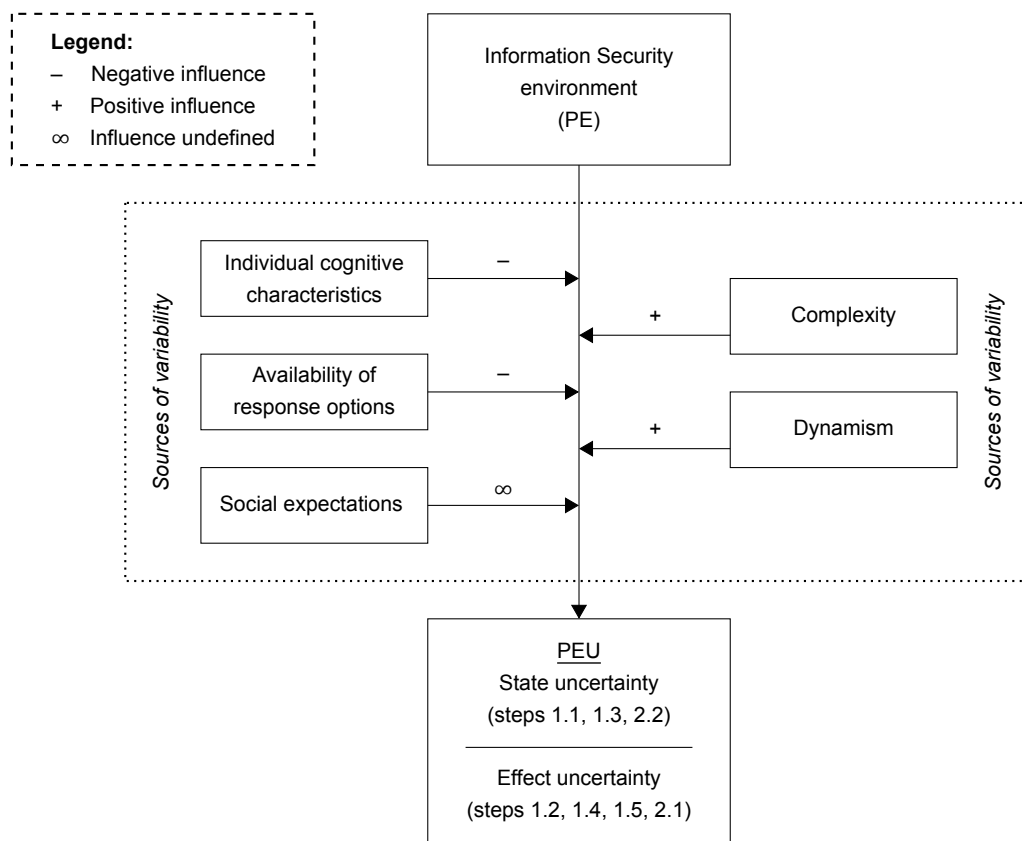 Legend:
– Negative influence
+ Positive influence
∞ Influence undefined
Information Security
environment
(PE)
Sources of variability
Individual cognitive
characteristics
–
Complexity
+
Availability of
response options
–
Dynamism
+
Social expectations
∞
Sources of variability
PEU
State uncertainty
(steps 1.1, 1.3, 2.2)
Effect uncertainty
(steps 1.2, 1.4, 1.5, 2.1)